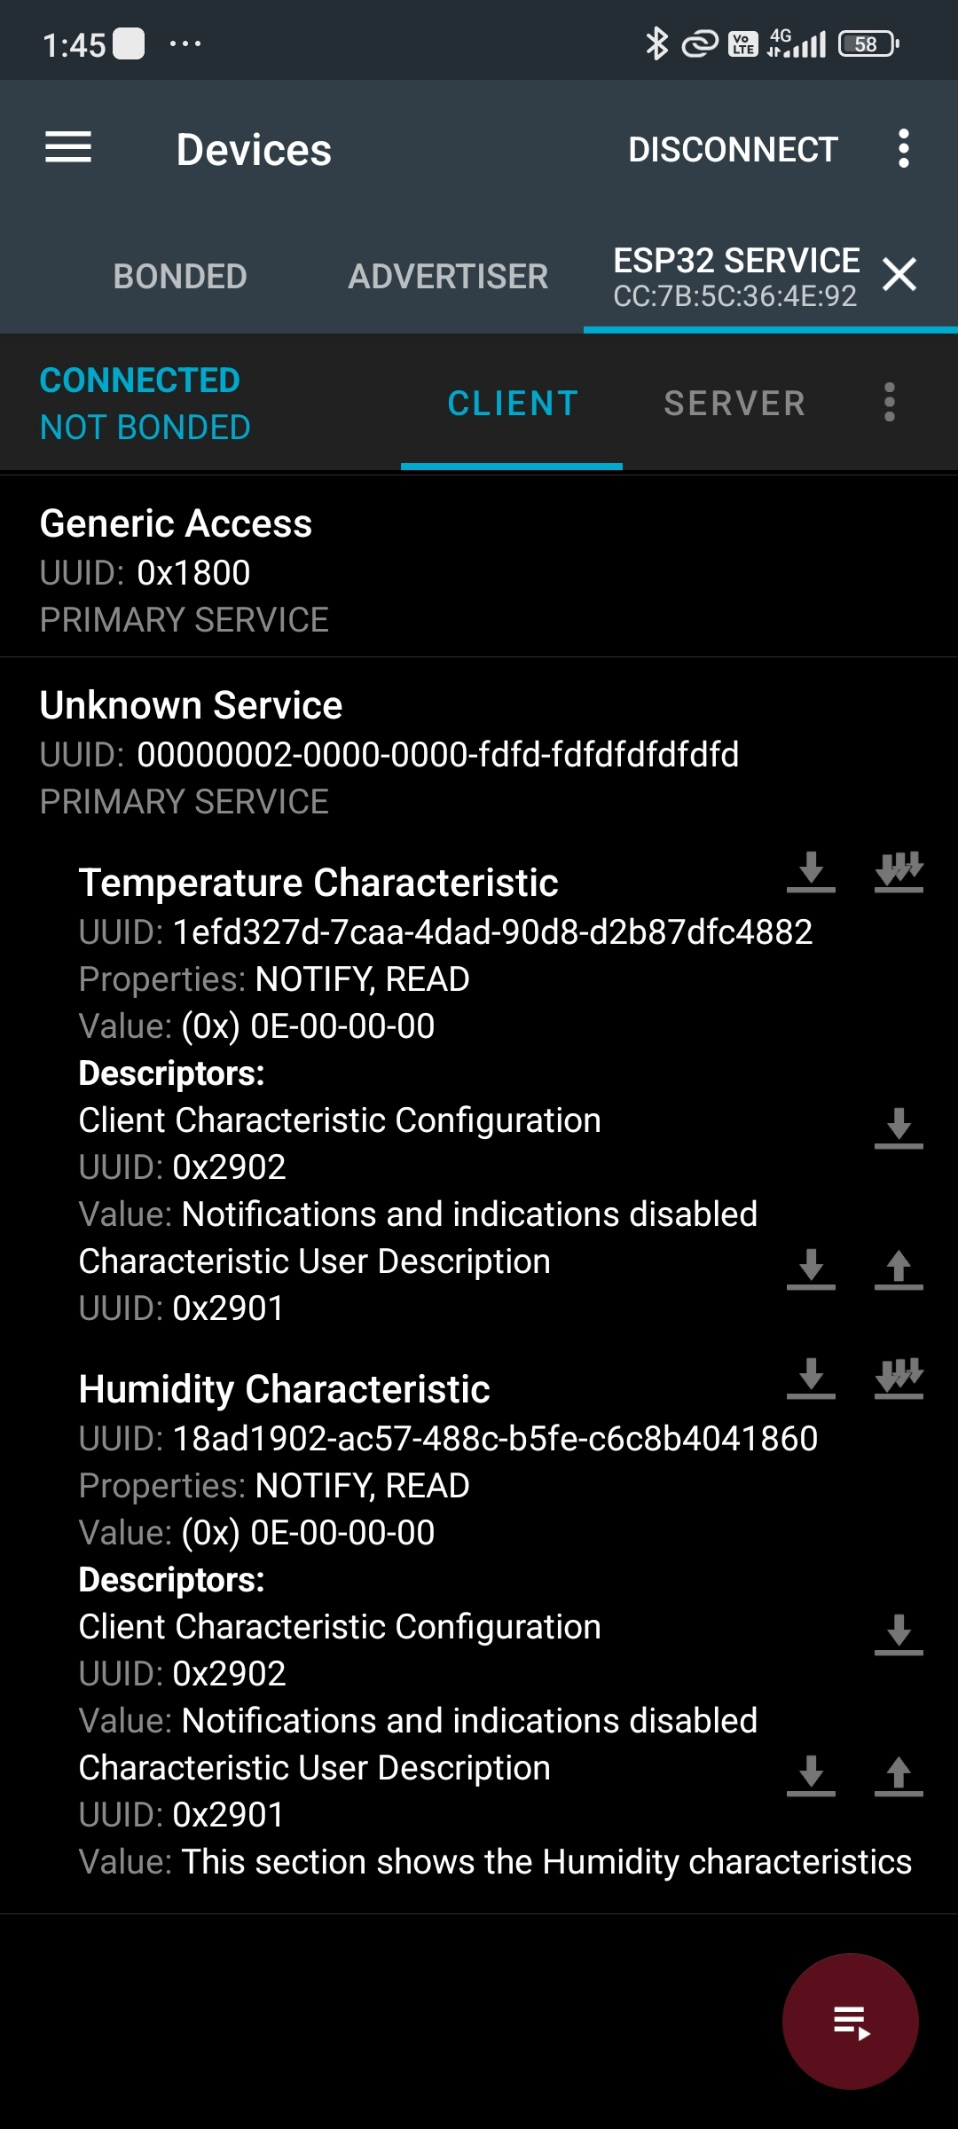 1:45 ... Vo LTE 4G 58
Devices DISCONNECT
BONDED ADVERTISER ESP32 SERVICE
CC:7B:5C:36:4E:92
CONNECTED
NOT BONDED
CLIENT SERVER
Generic Access
UUID: 0x1800
PRIMARY SERVICE
Unknown Service
UUID: 00000002-0000-0000-fdfd-fdfdfdfdfdfd
PRIMARY SERVICE
Temperature Characteristic
UUID: 1efd327d-7caa-4dad-90d8-d2b87dfc4882
Properties: NOTIFY, READ
Value: (0x) 0E-00-00-00
Descriptors:
Client Characteristic Configuration
UUID: 0x2902
Value: Notifications and indications disabled
Characteristic User Description
UUID: 0x2901
Humidity Characteristic
UUID: 18ad1902-ac57-488c-b5fe-c6c8b4041860
Properties: NOTIFY, READ
Value: (0x) 0E-00-00-00
Descriptors:
Client Characteristic Configuration
UUID: 0x2902
Value: Notifications and indications disabled
Characteristic User Description
UUID: 0x2901
Value: This section shows the Humidity characteristics